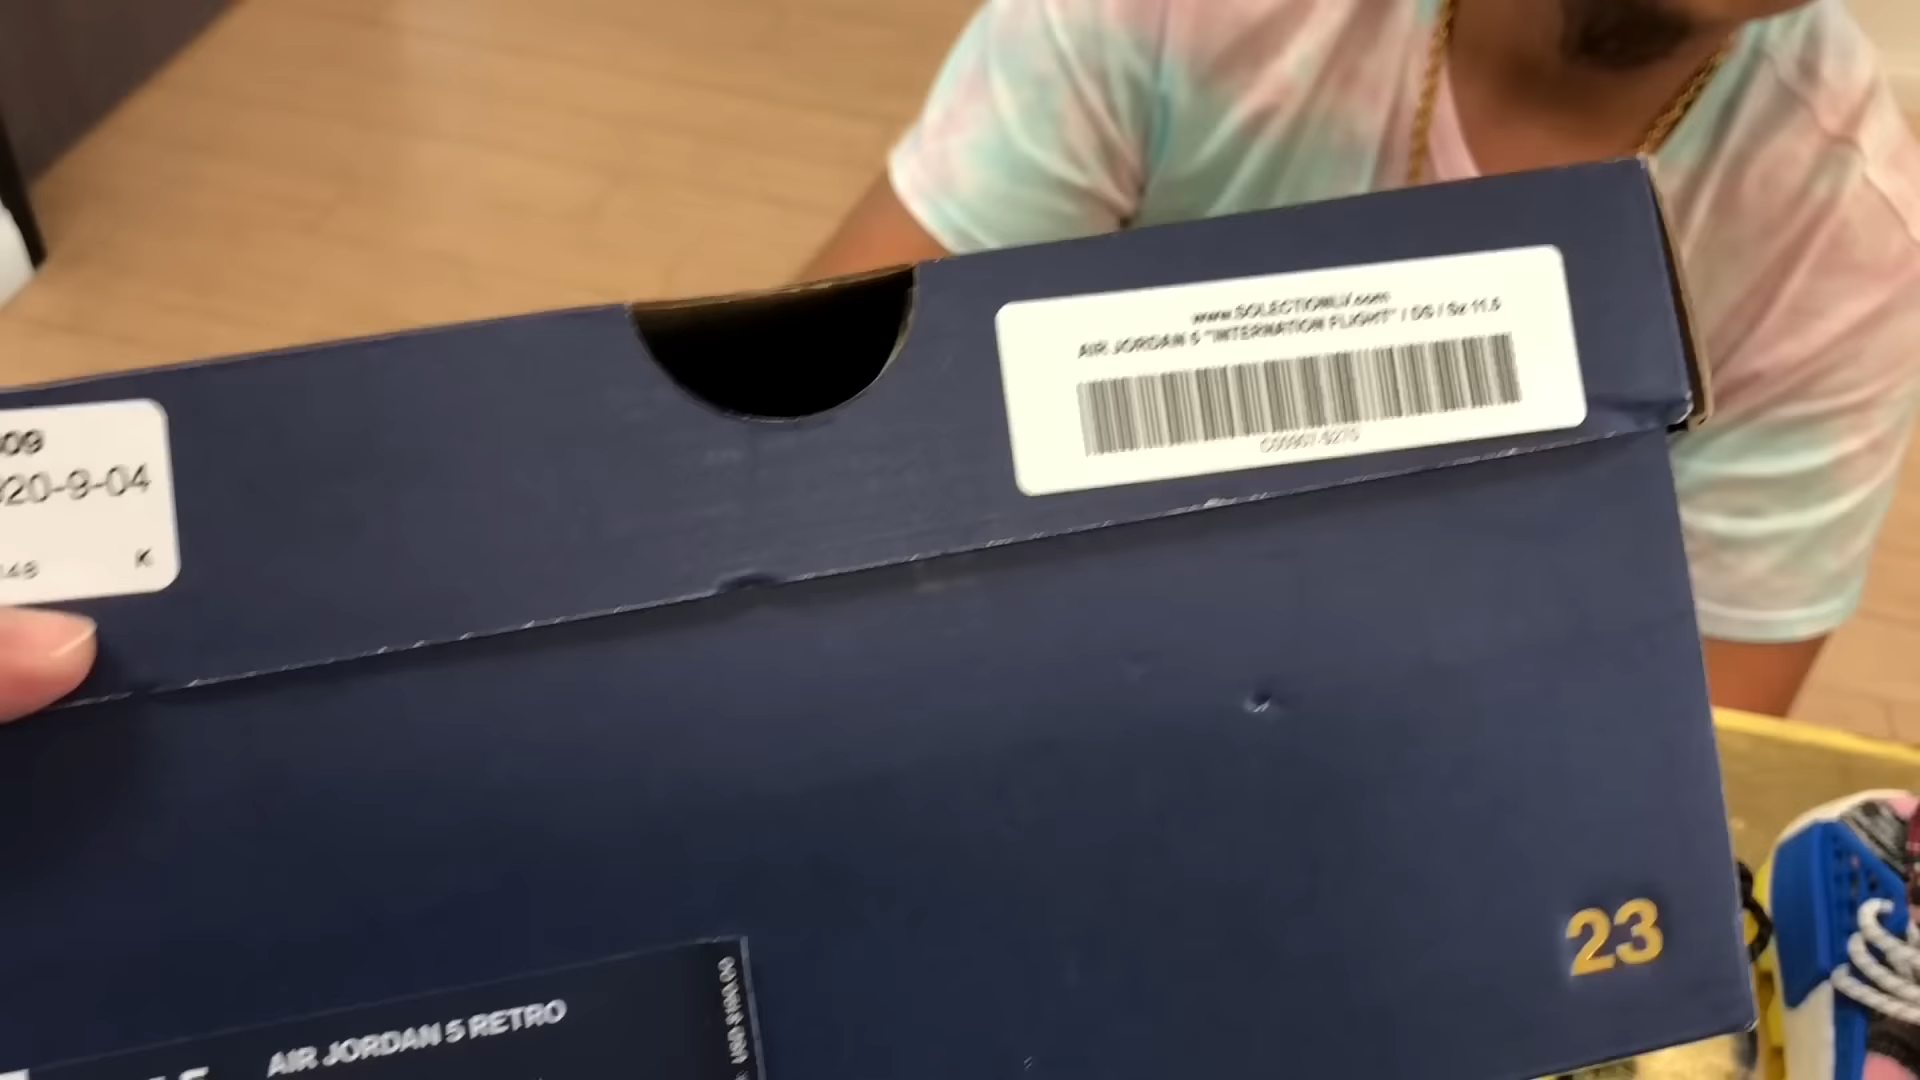 www.SOLECTIONLV.com
AIR JORDAN 5 "INTERNATION FLIGHT" / DS / Sz 11.5
09
20-9-04
48 K
23
AIR JORDAN 5 RETRO